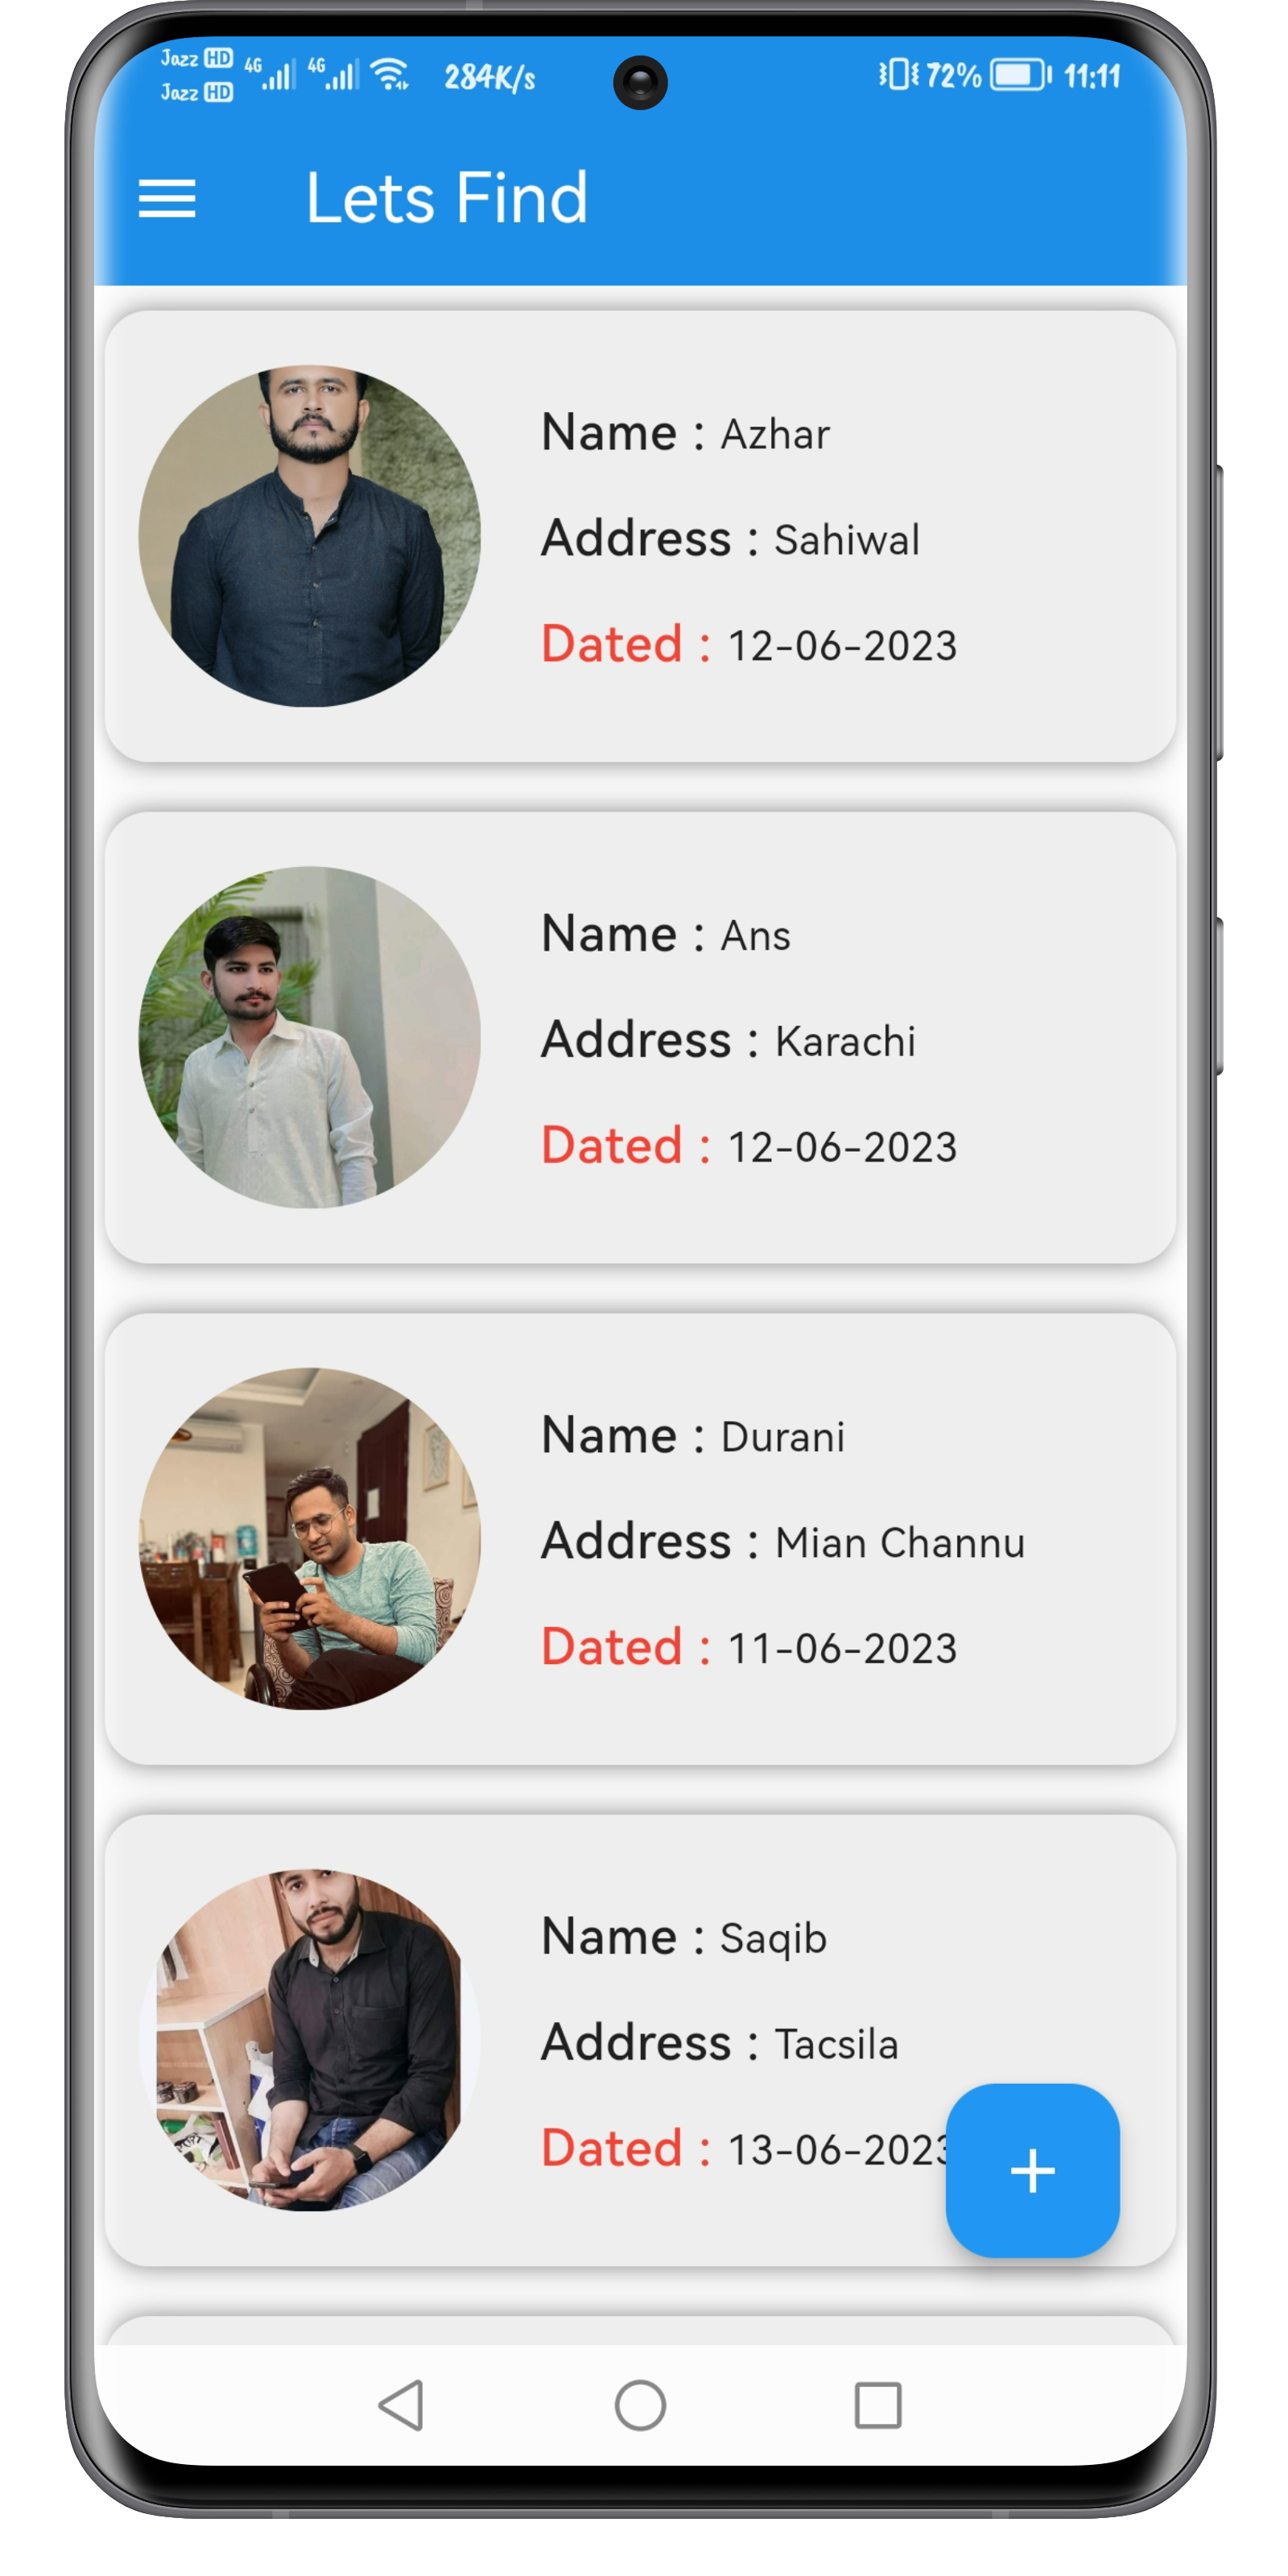 Jazz HD 4G 4G 284K/s 72% 11:11
Jazz HD
Lets Find
Name : Azhar
Address : Sahiwal
Dated : 12-06-2023
Name : Ans
Address : Karachi
Dated : 12-06-2023
Name : Durani
Address : Mian Channu
Dated : 11-06-2023
Name : Saqib
Address : Tacsila
Dated : 13-06-2023
+